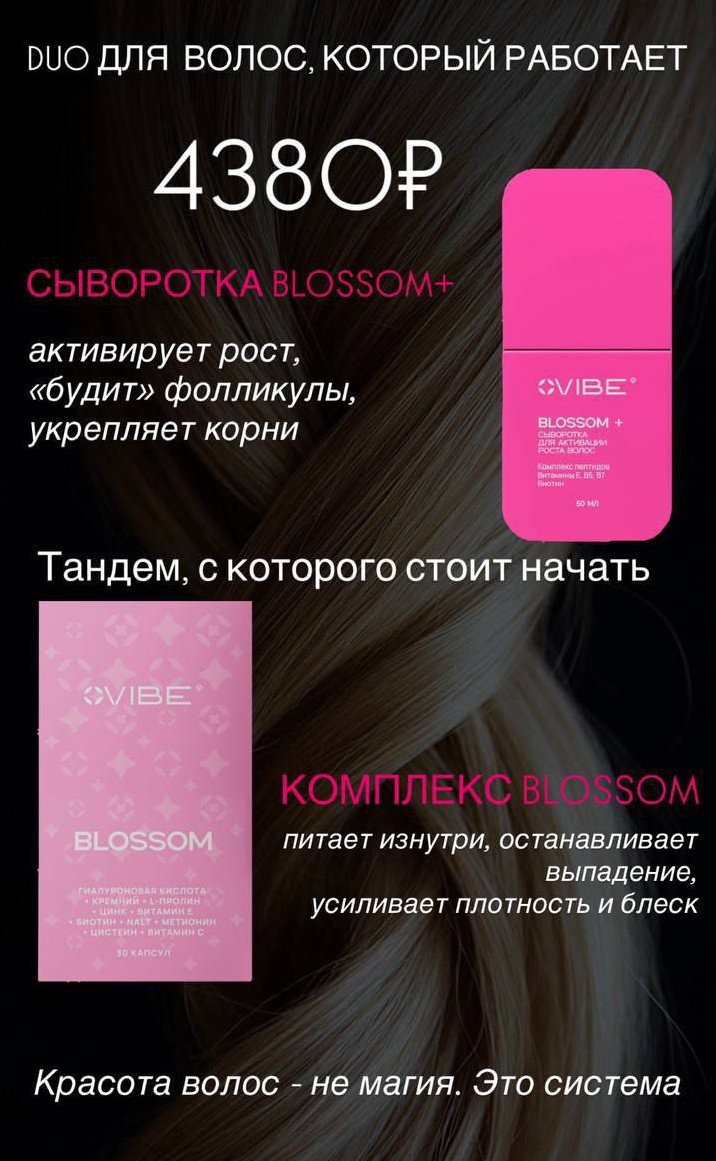 DUO ДЛЯ ВОЛОС, КОТОРЫЙ РАБОТАЕТ
4380₽
СЫВОРОТКА BLOSSOM+
активирует рост,
«будит» фолликулы,
укрепляет корни
VIBE®
BLOSSOM +
СЫВОРОТКА
ДЛЯ АКТИВАЦИИ
РОСТА ВОЛОС
Комплекс пептидов
Витамины Е, В5, В7
Биотин
50 МЛ
Тандем, с которого стоит начать
VIBE®
BLOSSOM
ГИАЛУРОНОВАЯ КИСЛОТА
+ КРЕМНИЙ + L-ПРОЛИН
+ ЦИНК + ВИТАМИН Е
+ БИОТИН + NALT + МЕТИОНИН
+ ЦИСТЕИН + ВИТАМИН С
30 КАПСУЛ
КОМПЛЕКС BLOSSOM
питает изнутри, останавливает
выпадение,
усиливает плотность и блеск
Красота волос - не магия. Это система